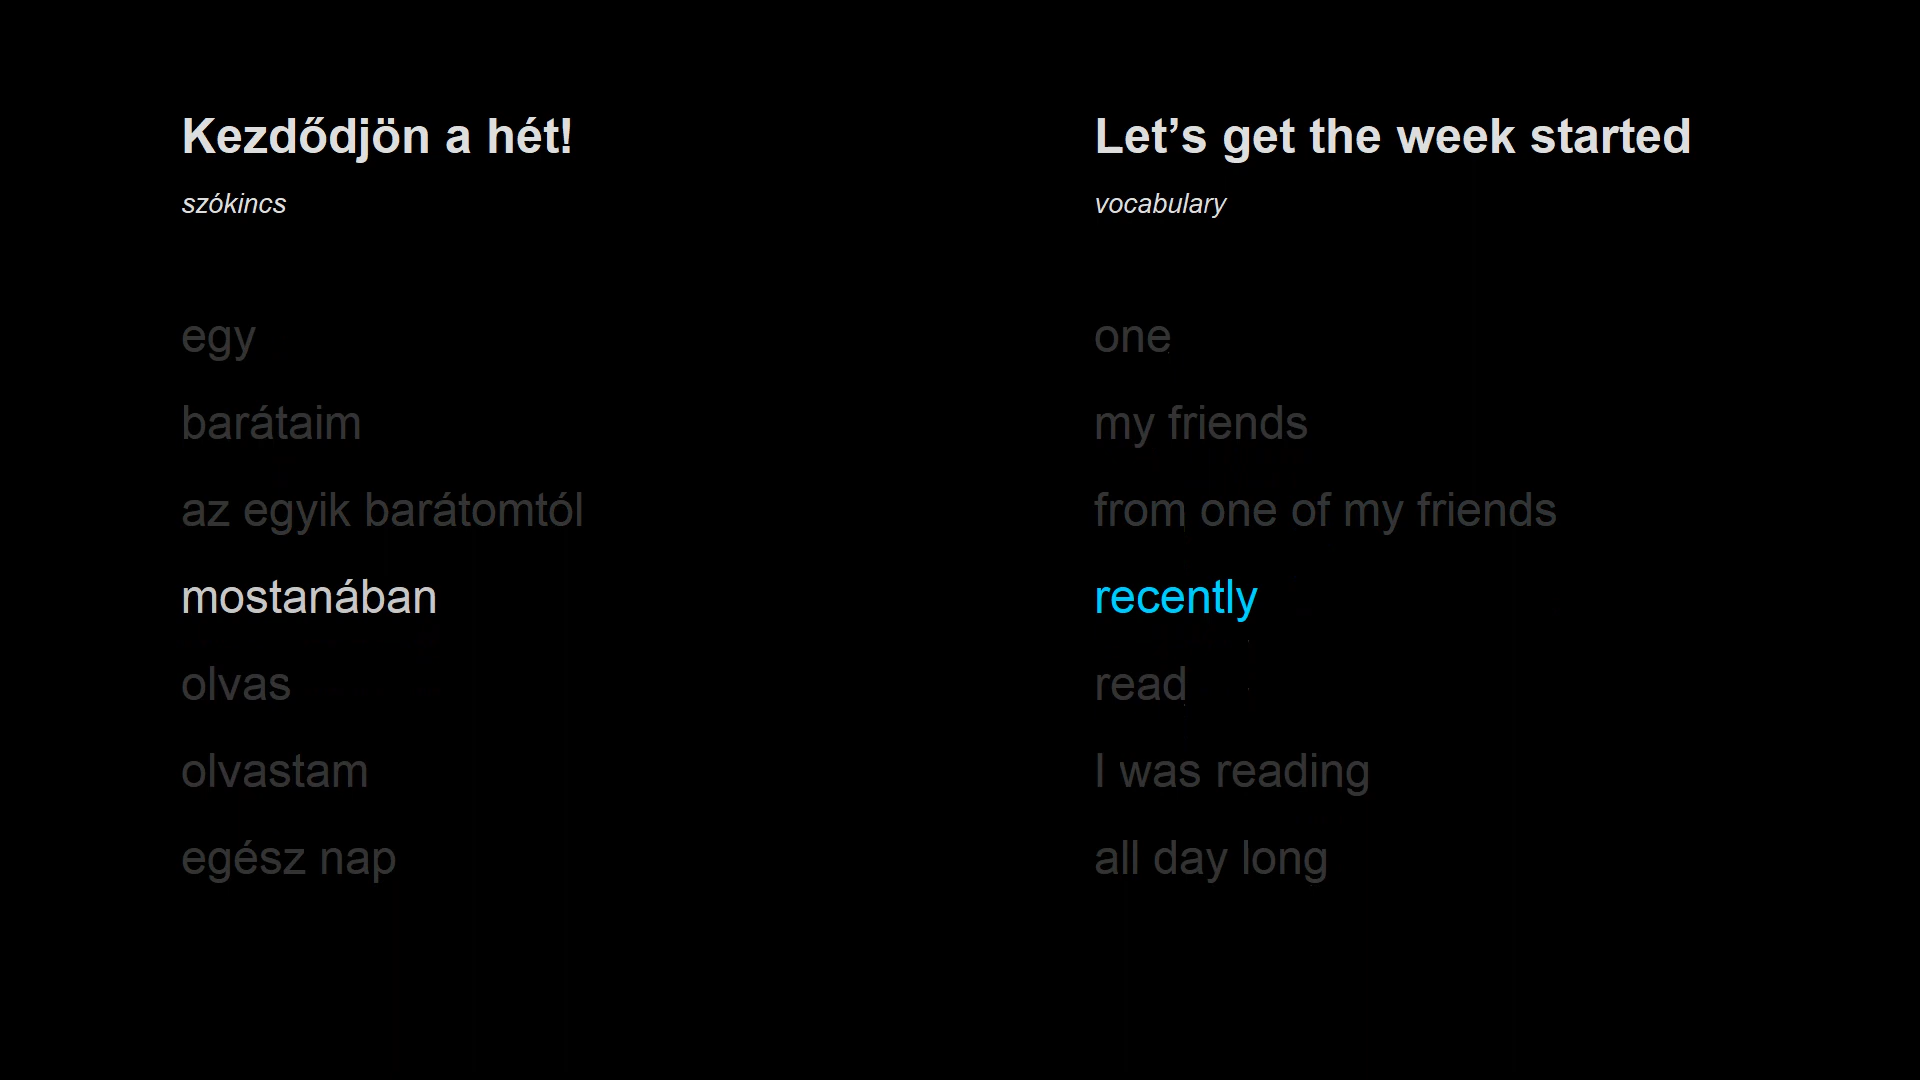 Kezdődjön a hét!
szókincs
egy
barátaim
az egyik barátomtól
mostanában
olvas
olvastam
egész nap
Let’s get the week started
vocabulary
one
my friends
from one of my friends
recently
read
I was reading
all day long